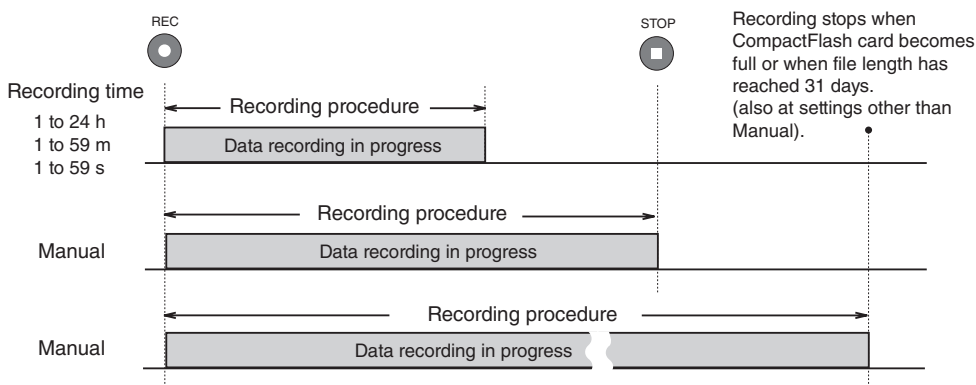 REC
STOP
Recording stops when
CompactFlash card becomes
full or when file length has
reached 31 days.
(also at settings other than
Manual).
Recording time
1 to 24 h
1 to 59 m
1 to 59 s
Recording procedure
Data recording in progress
Manual
Recording procedure
Data recording in progress
Manual
Recording procedure
Data recording in progress